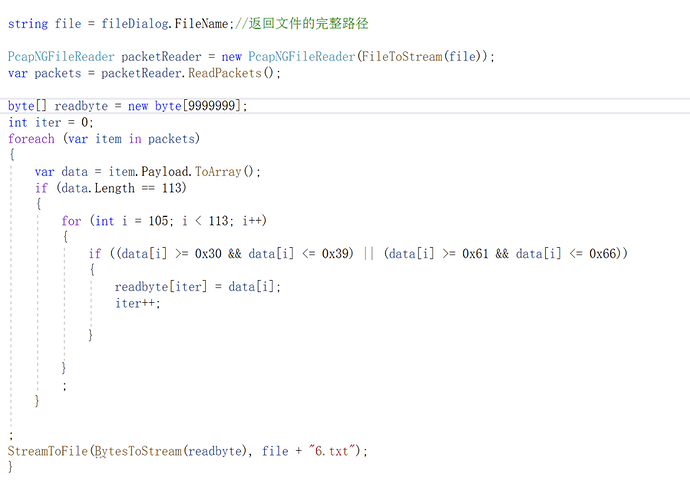 string file = fileDialog.FileName;//返回文件的完整路径
PcapNGFileReader packetReader = new PcapNGFileReader(FileToStream(file));
var packets = packetReader.ReadPackets();
byte[] readbyte = new byte[9999999];
int iter = 0;
foreach (var item in packets)
{
var data = item.Payload.ToArray();
if (data.Length == 113)
{
for (int i = 105; i < 113; i++)
{
if ((data[i] >= 0x30 && data[i] <= 0x39) || (data[i] >= 0x61 && data[i] <= 0x66))
{
readbyte[iter] = data[i];
iter++;
}
}
;
}
;
StreamToFile(BytesToStream(readbyte), file + "6.txt");
}